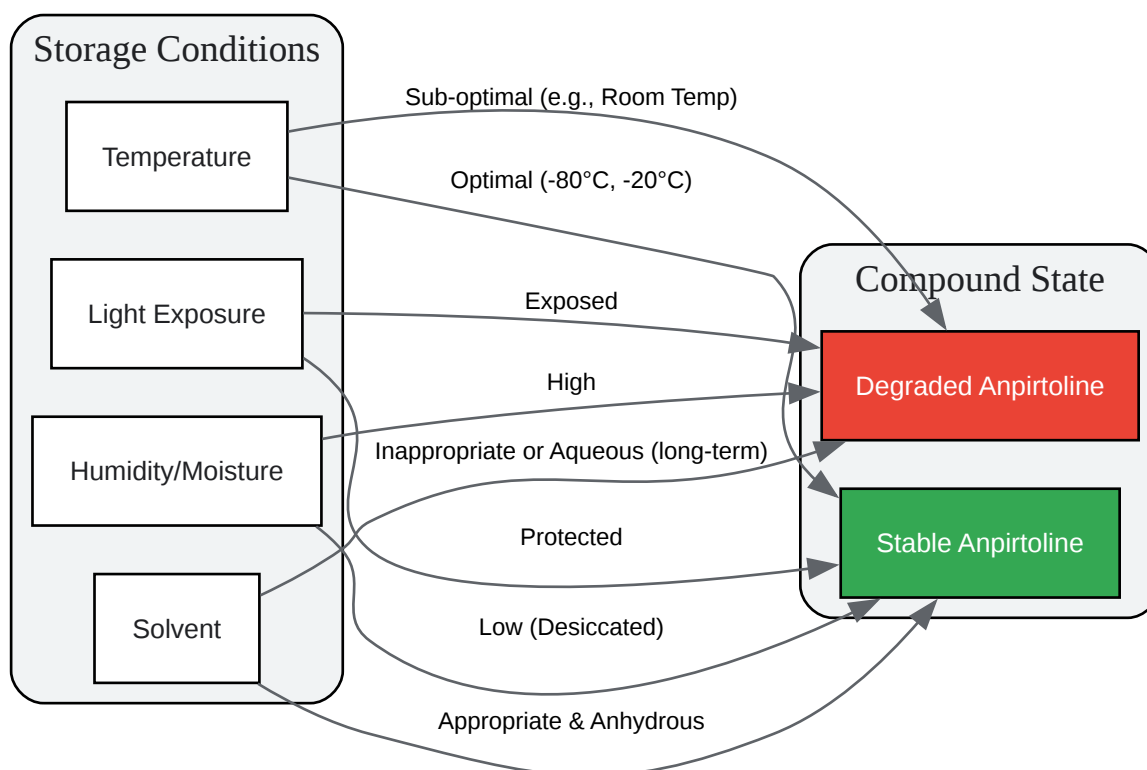 Storage Conditions
Temperature
Light Exposure
Humidity/Moisture
Solvent
Sub-optimal (e.g., Room Temp)
Optimal (-80°C, -20°C)
Exposed
High
Inappropriate or Aqueous (long-term)
Protected
Low (Desiccated)
Appropriate & Anhydrous
Compound State
Degraded Anpirtoline
Stable Anpirtoline